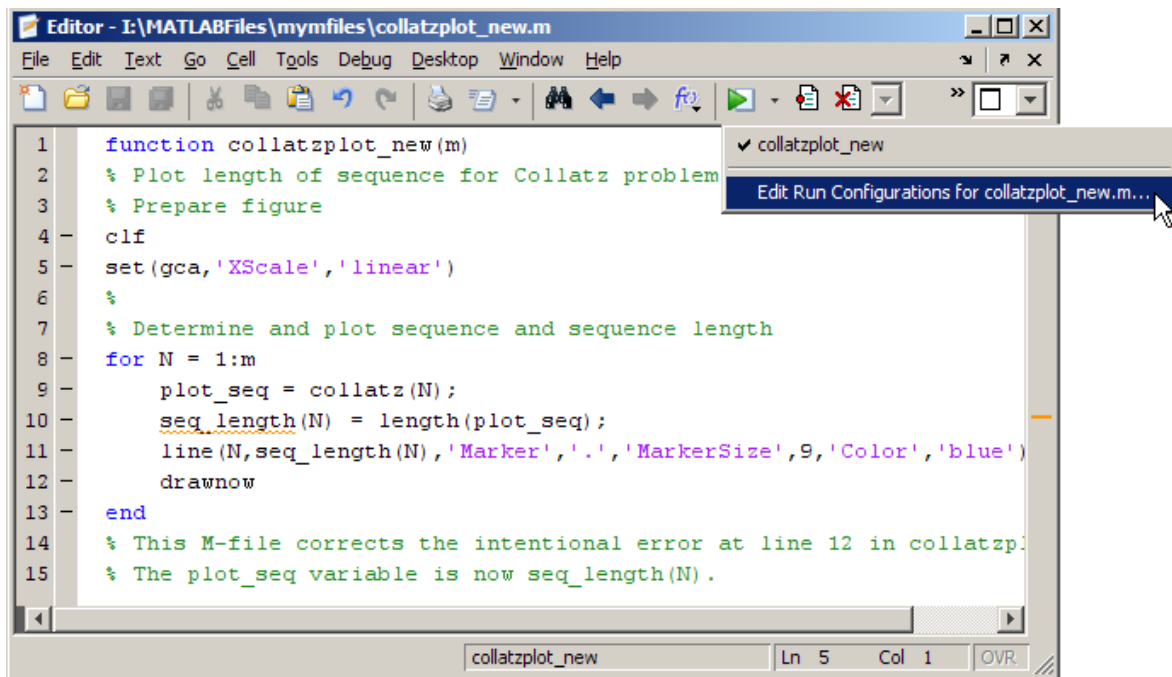 Editor - I:\MATLABFiles\mymfiles\collatzplot_new.m
File Edit Text Go Cell Tools Debug Desktop Window Help
collatzplot_new
Edit Run Configurations for collatzplot_new.m...
1 function collatzplot_new(m)
2 % Plot length of sequence for Collatz problem
3 % Prepare figure
4 - clf
5 - set(gca,'XScale','linear')
6 %
7 % Determine and plot sequence and sequence length
8 - for N = 1:m
9 - plot_seq = collatz(N);
10 - seq_length(N) = length(plot_seq);
11 - line(N,seq_length(N),'Marker','.','MarkerSize',9,'Color','blue')
12 - drawnow
13 - end
14 % This M-file corrects the intentional error at line 12 in collatzpl
15 % The plot_seq variable is now seq_length(N).
collatzplot_new Ln 5 Col 1 OVR